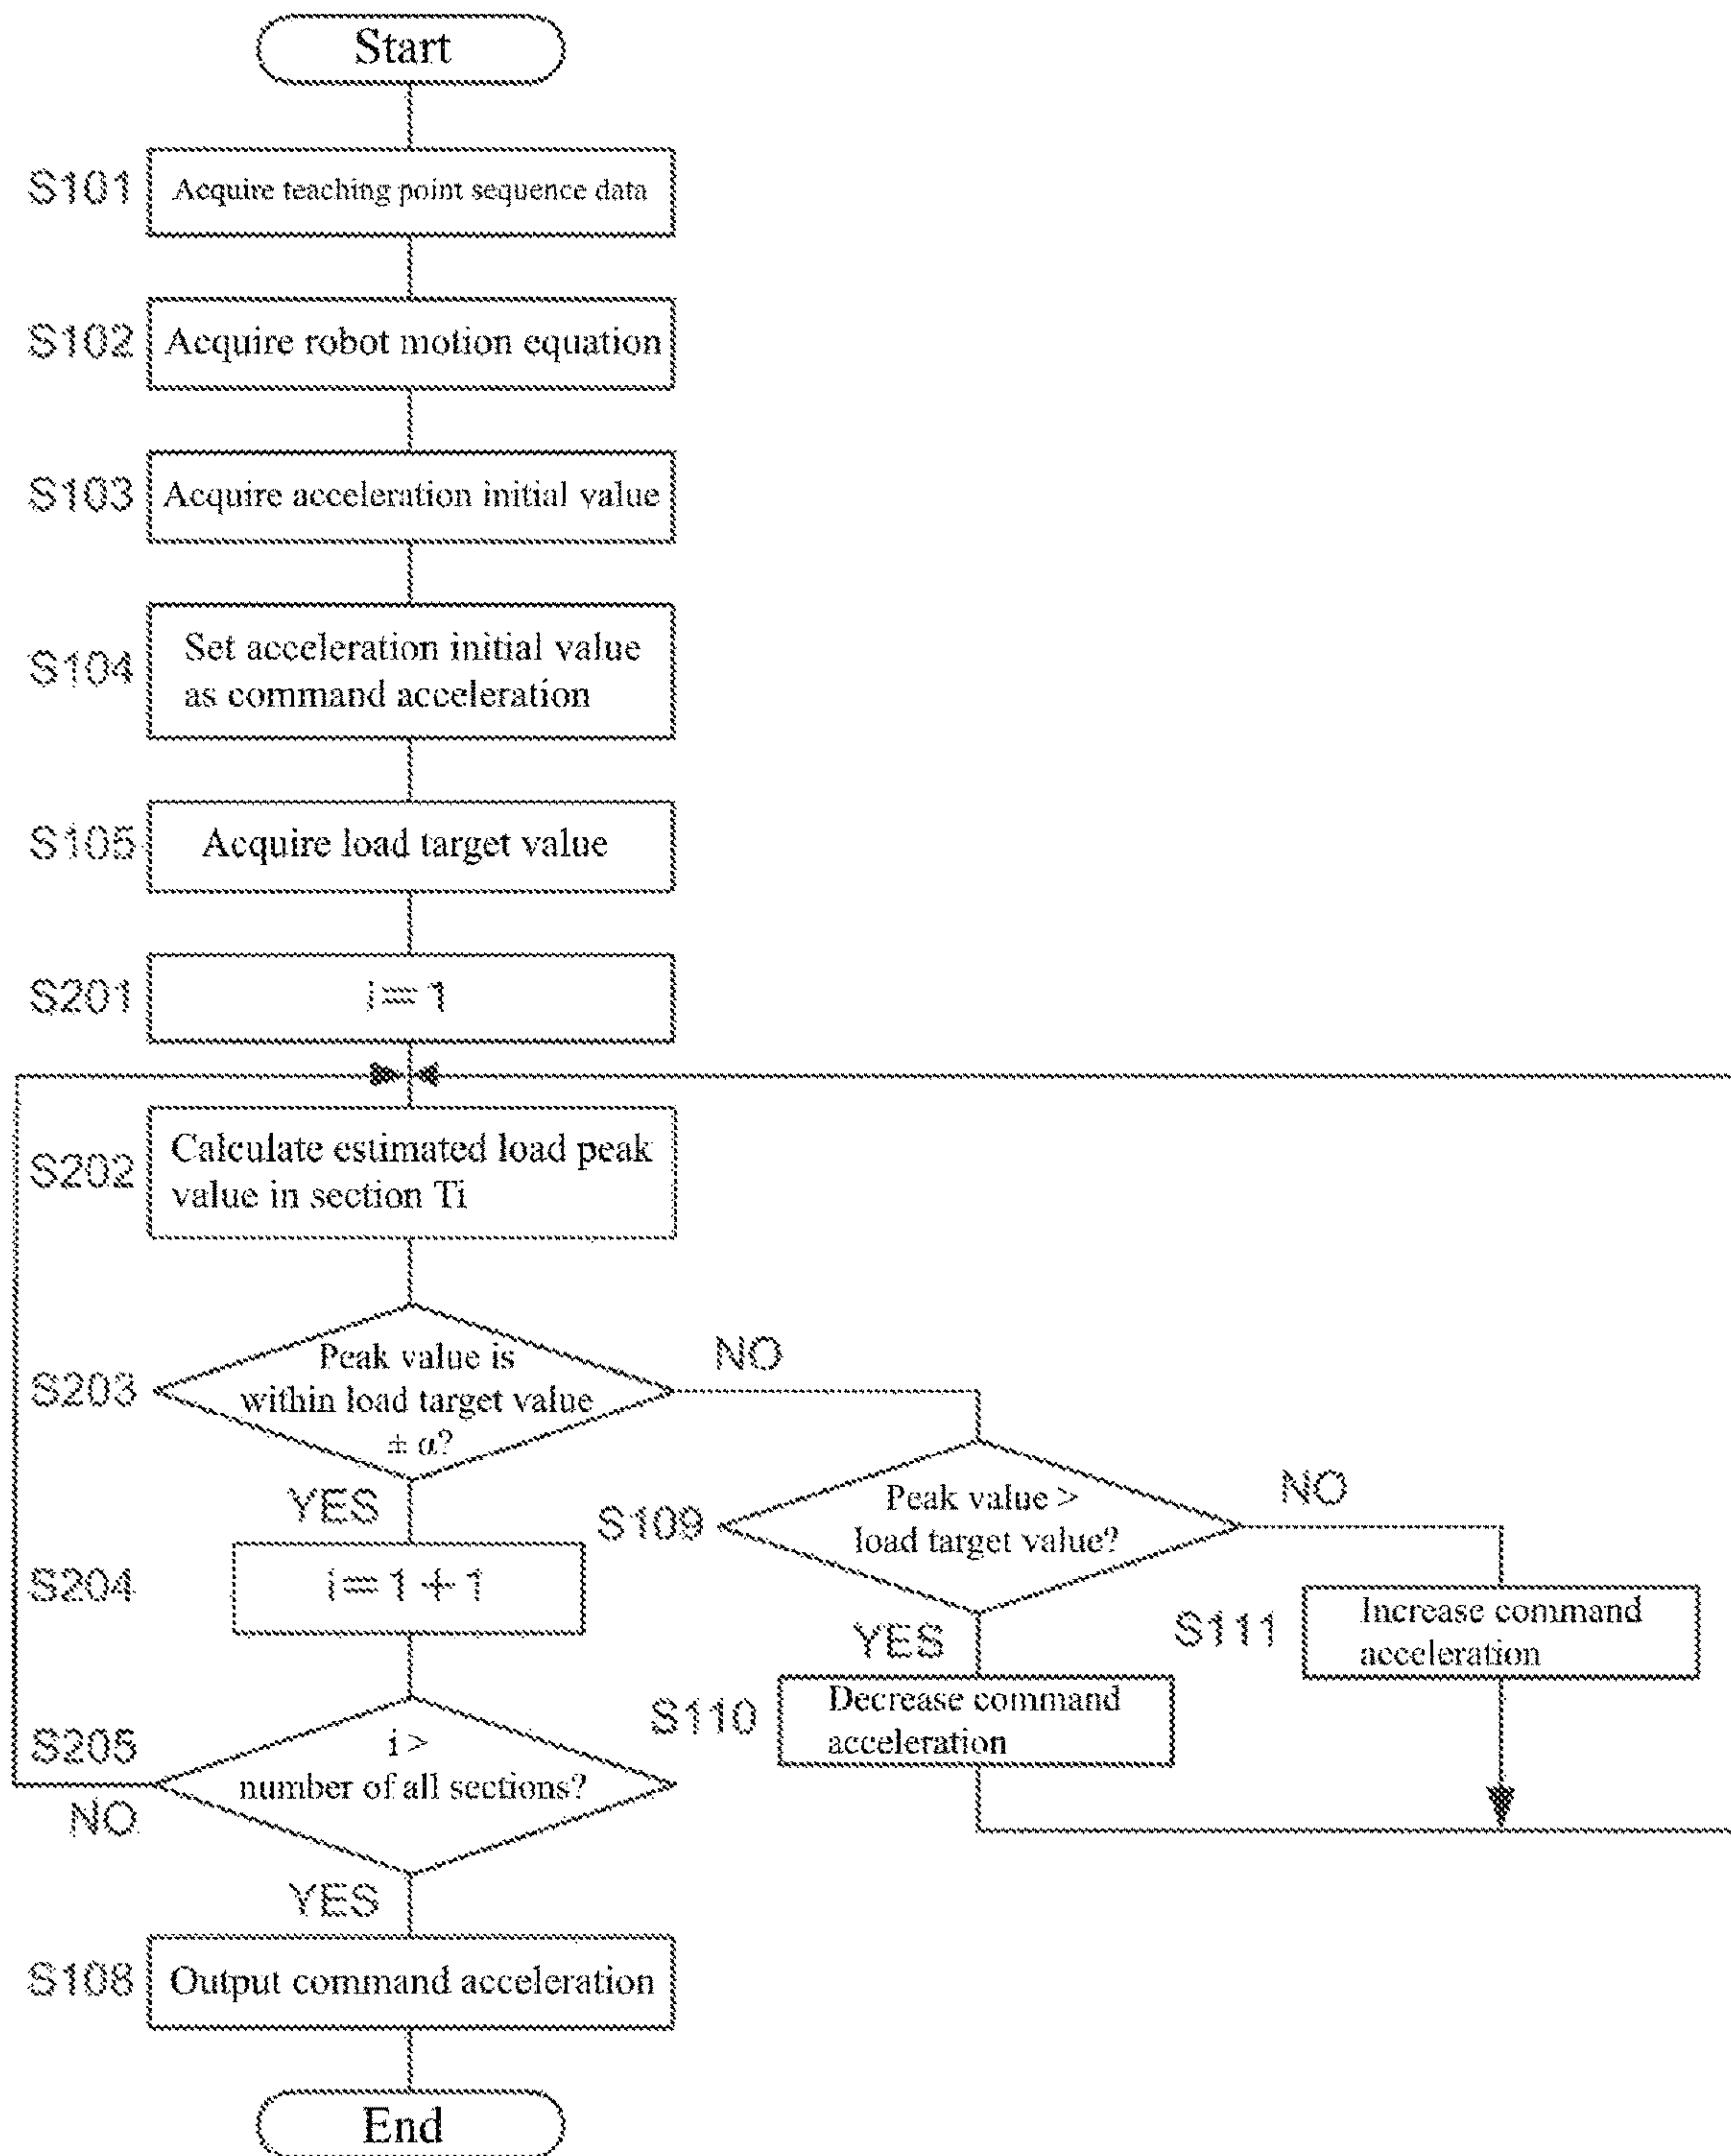 Start
S101
Acquire teaching point sequence data
S102
Acquire robot motion equation
S103
Acquire acceleration initial value
S104
Set acceleration initial value
as command acceleration
S105
Acquire load target value
S201
i = 1
S202
Calculate estimated load peak
value in section Ti
S203
Peak value is
within load target value
± α?
NO
YES
S204
i = 1 + 1
S109
Peak value >
load target value?
NO
YES
S111
Increase command
acceleration
S110
Decrease command
acceleration
S205
i >
number of all sections?
NO
YES
S108
Output command acceleration
End